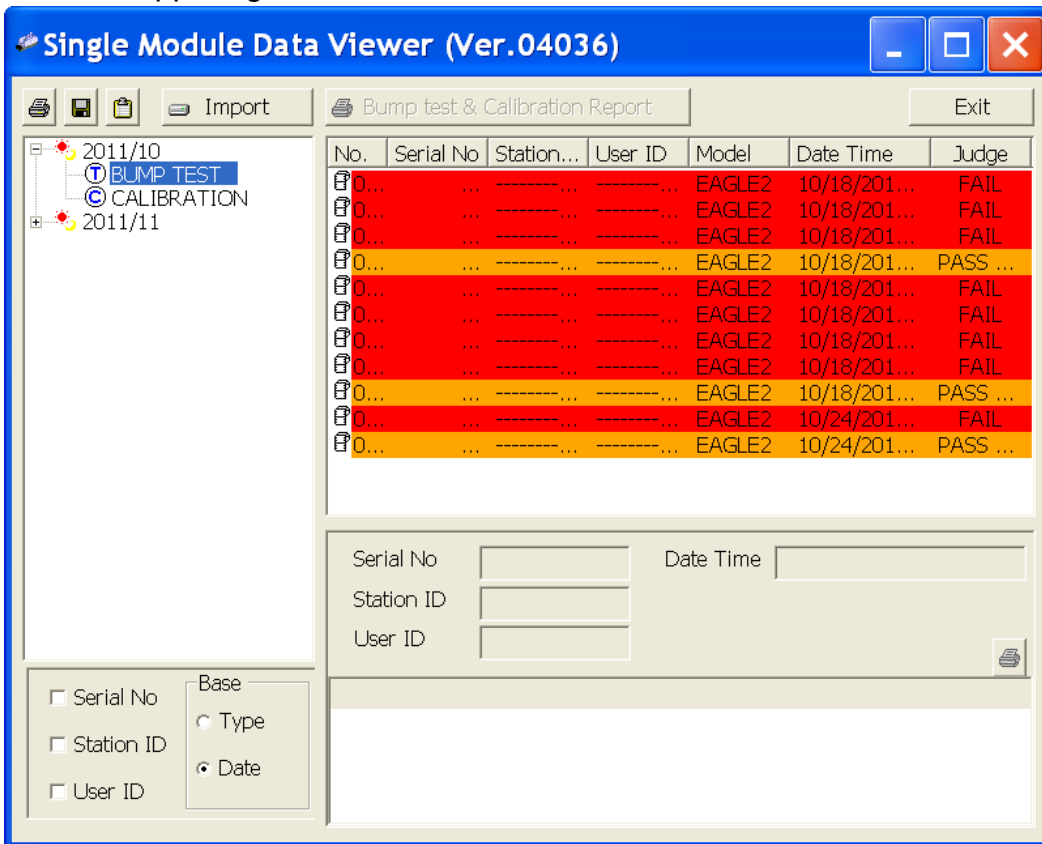 Single Module Data Viewer (Ver.04036)
Import Bump test & Calibration Report Exit
2011/10
T BUMP TEST
C CALIBRATION
2011/11
No. Serial No Station... User ID Model Date Time Judge
0... ... --------... --------... EAGLE2 10/18/201... FAIL
0... ... --------... --------... EAGLE2 10/18/201... FAIL
0... ... --------... --------... EAGLE2 10/18/201... FAIL
0... ... --------... --------... EAGLE2 10/18/201... PASS ...
0... ... --------... --------... EAGLE2 10/18/201... FAIL
0... ... --------... --------... EAGLE2 10/18/201... FAIL
0... ... --------... --------... EAGLE2 10/18/201... FAIL
0... ... --------... --------... EAGLE2 10/18/201... FAIL
0... ... --------... --------... EAGLE2 10/18/201... PASS ...
0... ... --------... --------... EAGLE2 10/24/201... FAIL
0... ... --------... --------... EAGLE2 10/24/201... PASS ...
Serial No Date Time
Station ID
User ID
Serial No
Station ID
User ID
Base
Type
Date